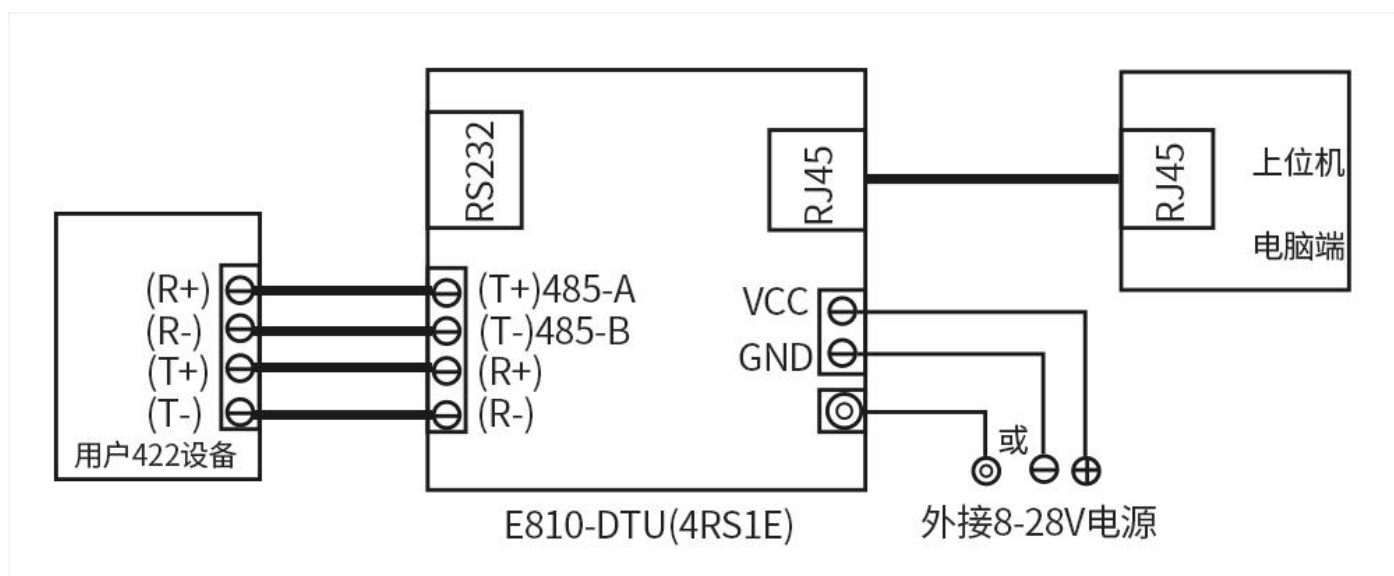 RS232
RJ45
RJ45
上位机
电脑端
(R+)
(R-)
(T+)
(T-)
用户422设备
(T+)485-A
(T-)485-B
(R+)
(R-)
VCC
GND
或
E810-DTU(4RS1E)
外接8-28V电源